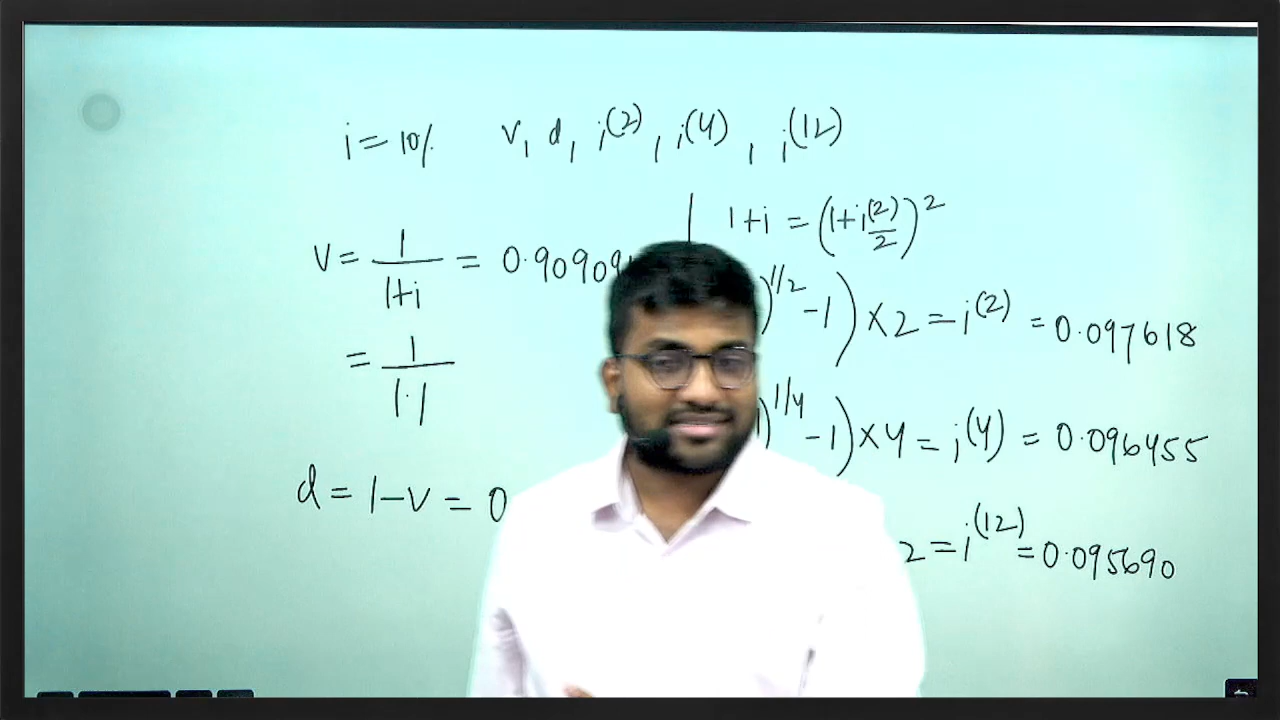 i = 10% v, d, i^(2), i^(4), i^(12)
v = 1/(1+i) = 0.90909
= 1/1.1
d = 1-v = 0
1+i = (1+i^(2)/2)^2
)^1/2 -1) x 2 = i^(2) = 0.097618
)^1/4 -1) x 4 = i^(4) = 0.096455
2 = i^(12) = 0.095690